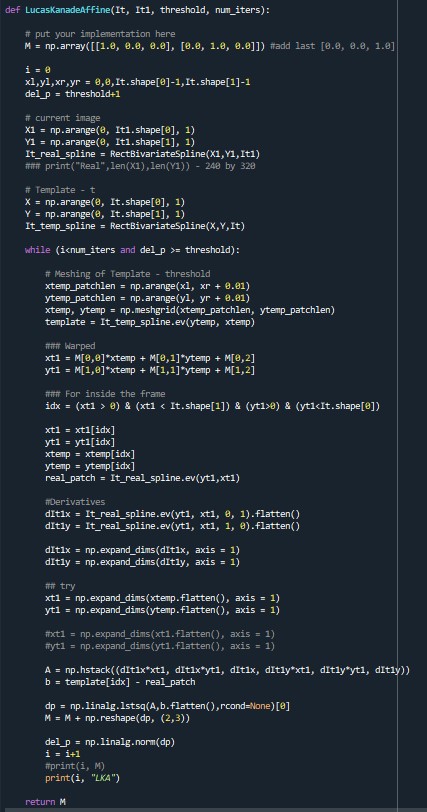 def LucasKanadeAffine(It, It1, threshold, num_iters):
# put your implementation here
M = np.array([[1.0, 0.0, 0.0], [0.0, 1.0, 0.0]]) #add last [0.0, 0.0, 1.0]
i = 0
xl,yl,xr,yr = 0,0,It.shape[0]-1,It.shape[1]-1
del_p = threshold+1
# current image
X1 = np.arange(0, It1.shape[0], 1)
Y1 = np.arange(0, It1.shape[1], 1)
It_real_spline = RectBivariateSpline(X1,Y1,It1)
### print("Real",len(X1),len(Y1)) - 240 by 320
# Template - t
X = np.arange(0, It.shape[0], 1)
Y = np.arange(0, It.shape[1], 1)
It_temp_spline = RectBivariateSpline(X,Y,It)
while (i<num_iters and del_p >= threshold):
# Meshing of Template - threshold
xtemp_patchlen = np.arange(xl, xr + 0.01)
ytemp_patchlen = np.arange(yl, yr + 0.01)
xtemp, ytemp = np.meshgrid(xtemp_patchlen, ytemp_patchlen)
template = It_temp_spline.ev(ytemp, xtemp)
### Warped
xt1 = M[0,0]*xtemp + M[0,1]*ytemp + M[0,2]
yt1 = M[1,0]*xtemp + M[1,1]*ytemp + M[1,2]
### For inside the frame
idx = (xt1 > 0) & (xt1 < It.shape[1]) & (yt1>0) & (yt1<It.shape[0])
xt1 = xt1[idx]
yt1 = yt1[idx]
xtemp = xtemp[idx]
ytemp = ytemp[idx]
real_patch = It_real_spline.ev(yt1,xt1)
#Derivatives
dIt1x = It_real_spline.ev(yt1, xt1, 0, 1).flatten()
dIt1y = It_real_spline.ev(yt1, xt1, 1, 0).flatten()
dIt1x = np.expand_dims(dIt1x, axis = 1)
dIt1y = np.expand_dims(dIt1y, axis = 1)
## try
xt1 = np.expand_dims(xtemp.flatten(), axis = 1)
yt1 = np.expand_dims(ytemp.flatten(), axis = 1)
#xt1 = np.expand_dims(xt1.flatten(), axis = 1)
#yt1 = np.expand_dims(yt1.flatten(), axis = 1)
A = np.hstack((dIt1x*xt1, dIt1x*yt1, dIt1x, dIt1y*xt1, dIt1y*yt1, dIt1y))
b = template[idx] - real_patch
dp = np.linalg.lstsq(A,b.flatten(),rcond=None)[0]
M = M + np.reshape(dp, (2,3))
del_p = np.linalg.norm(dp)
i = i+1
#print(i, M)
print(i, "LKA")
return M